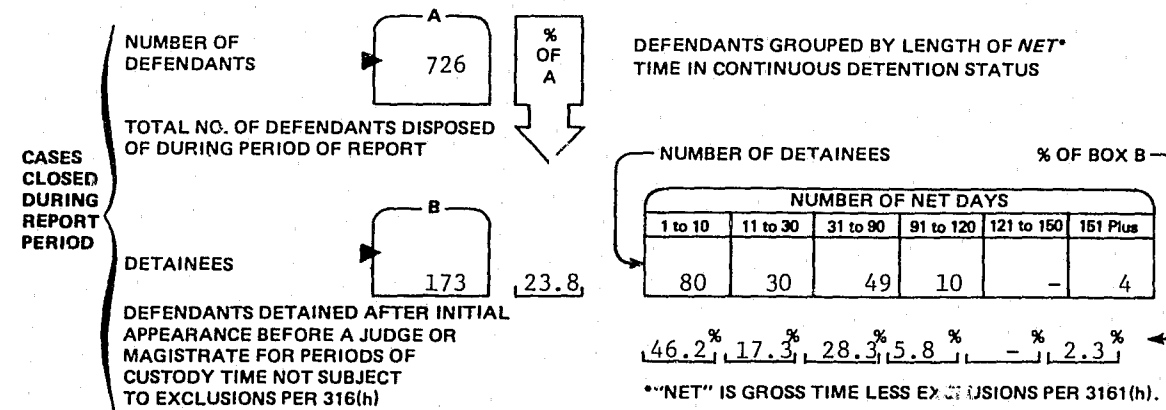 CASES
CLOSED
DURING
REPORT
PERIOD
NUMBER OF
DEFENDANTS
A
726
%
OF
A
TOTAL NO. OF DEFENDANTS DISPOSED
OF DURING PERIOD OF REPORT
B
DETAINEES
173 23.8
DEFENDANTS DETAINED AFTER INITIAL
APPEARANCE BEFORE A JUDGE OR
MAGISTRATE FOR PERIODS OF
CUSTODY TIME NOT SUBJECT
TO EXCLUSIONS PER 316(h)
DEFENDANTS GROUPED BY LENGTH OF NET*
TIME IN CONTINUOUS DETENTION STATUS
NUMBER OF DETAINEES % OF BOX B
NUMBER OF NET DAYS
1 to 10 11 to 30 31 to 90 91 to 120 121 to 150 151 Plus
80 30 49 10 – 4
46.2% 17.3% 28.3% 5.8% –% 2.3%
*"NET" IS GROSS TIME LESS EXCLUSIONS PER 3161(h).